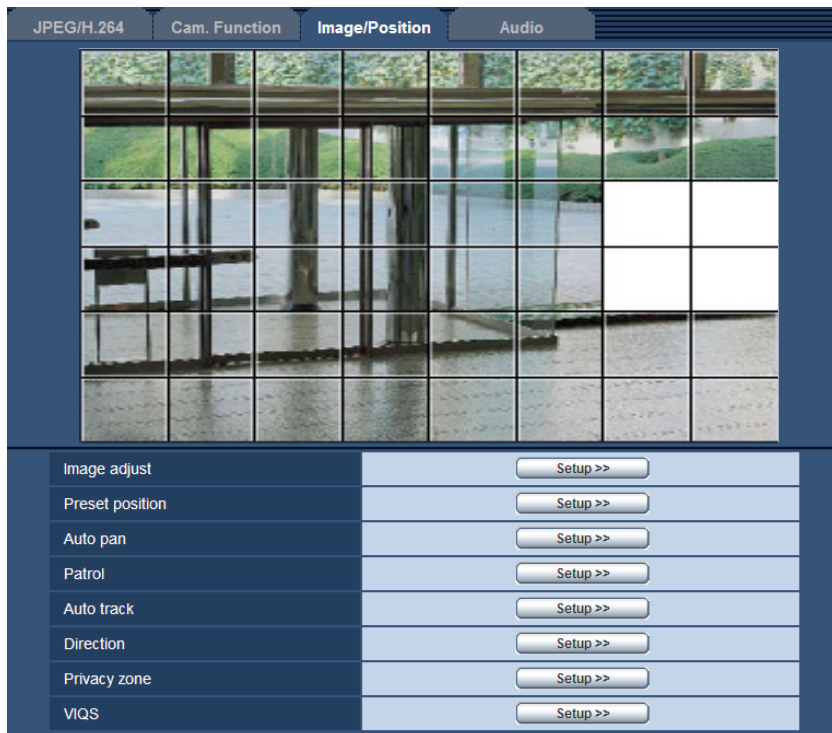 JPEG/H.264 Cam. Function Image/Position Audio
Image adjust Setup >>
Preset position Setup >>
Auto pan Setup >>
Patrol Setup >>
Auto track Setup >>
Direction Setup >>
Privacy zone Setup >>
VIQS Setup >>